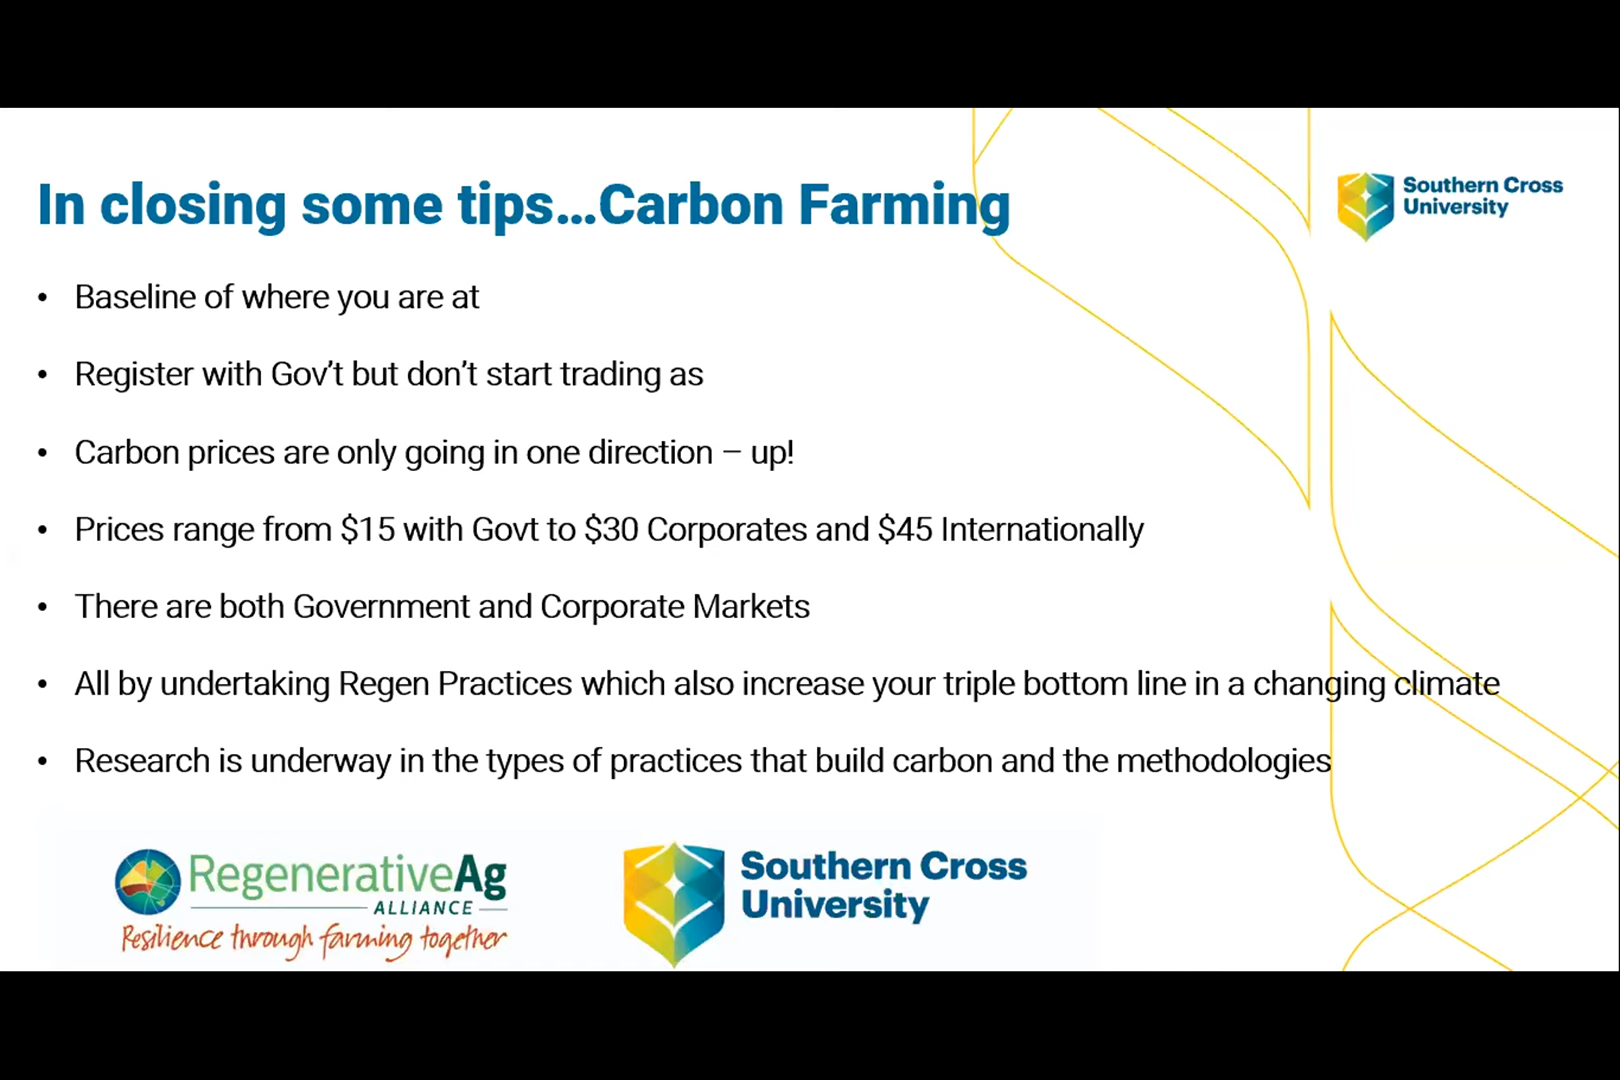 In closing some tips...Carbon Farming
Southern Cross
University
• Baseline of where you are at
• Register with Gov’t but don’t start trading as
• Carbon prices are only going in one direction – up!
• Prices range from $15 with Govt to $30 Corporates and $45 Internationally
• There are both Government and Corporate Markets
• All by undertaking Regen Practices which also increase your triple bottom line in a changing climate
• Research is underway in the types of practices that build carbon and the methodologies
RegenerativeAg
ALLIANCE
Resilience through farming together
Southern Cross
University